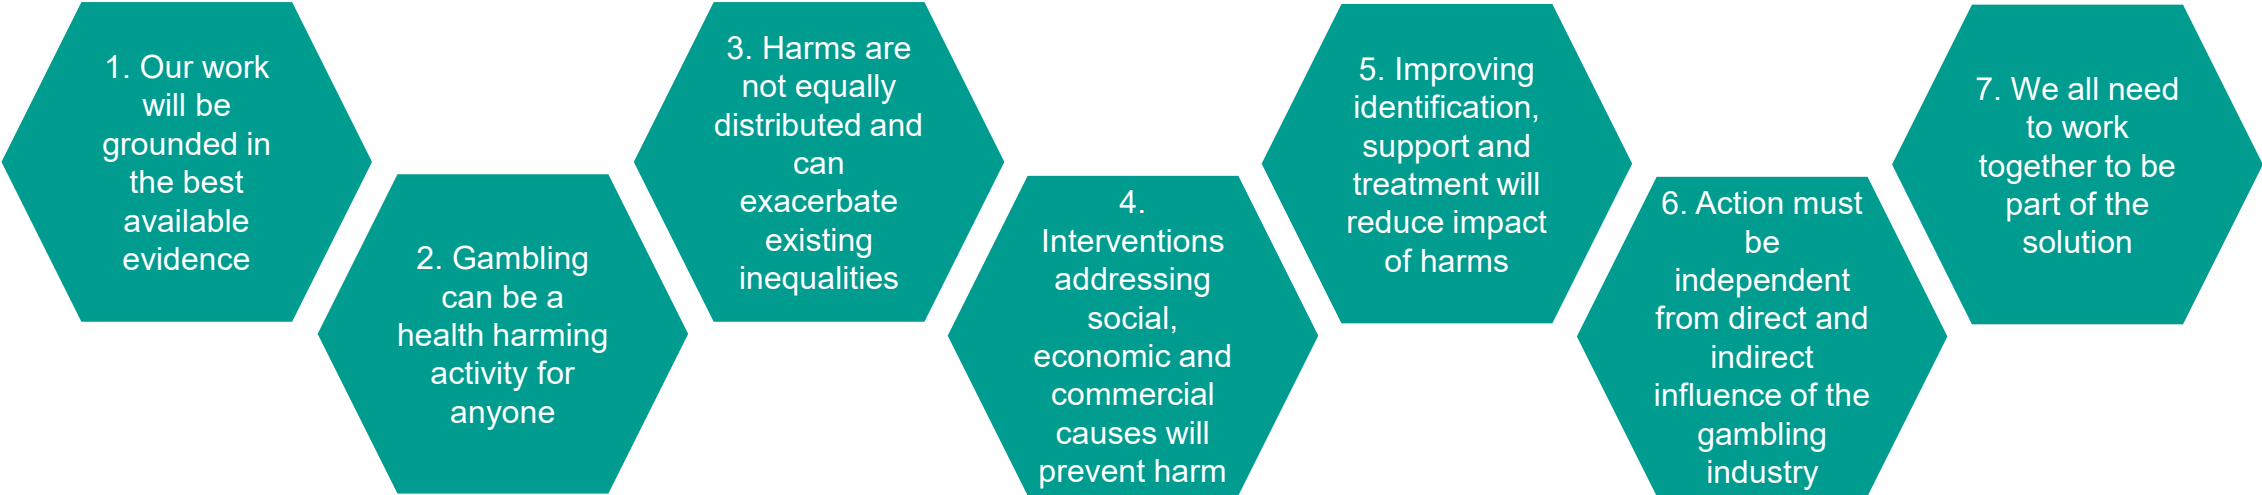 1. Our work
will be
grounded in
the best
available
evidence
2. Gambling
can be a
health harming
activity for
anyone
3. Harms are
not equally
distributed and
can
exacerbate
existing
inequalities
4.
Interventions
addressing
social,
economic and
commercial
causes will
prevent harm
5. Improving
identification,
support and
treatment will
reduce impact
of harms
6. Action must
be
independent
from direct and
indirect
influence of the
gambling
industry
7. We all need
to work
together to be
part of the
solution